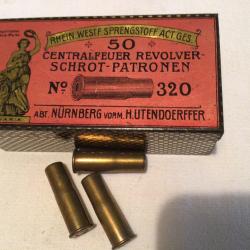 RHEIN. WESTF. SPRENGSTOFF ACT. GES.
50
CENTRALFEUER REVOLVER-
SCHROT-PATRONEN
No 320
ABT. NÜRNBERG VORM. H. UTENDOERFFER